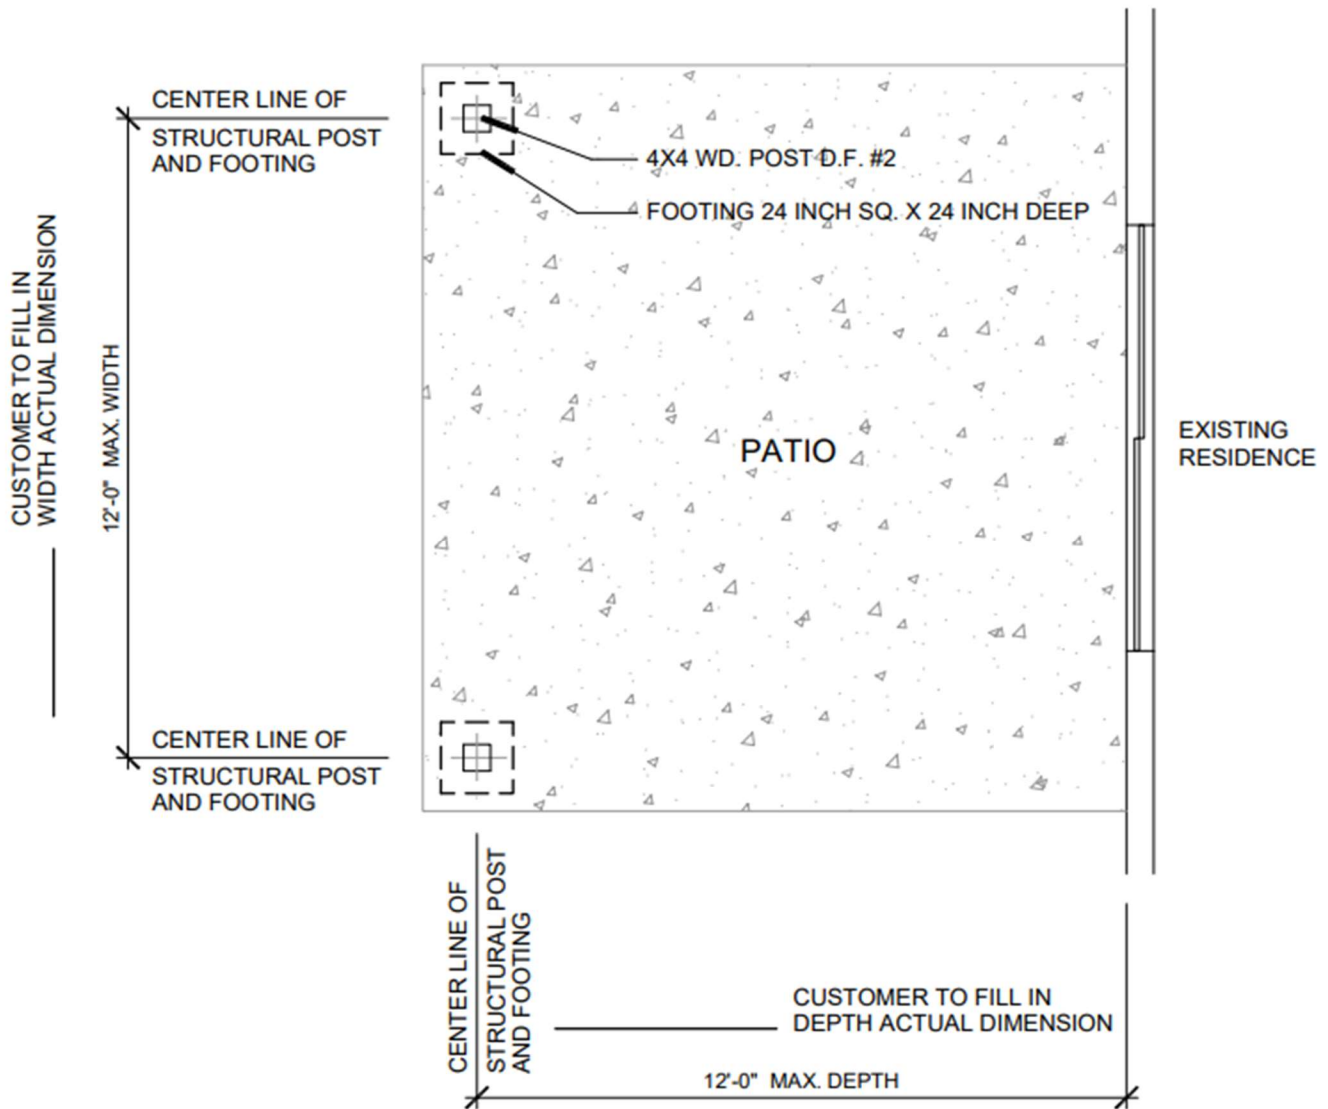 CENTER LINE OF
STRUCTURAL POST
AND FOOTING
4X4 WD. POST D.F. #2
FOOTING 24 INCH SQ. X 24 INCH DEEP
CUSTOMER TO FILL IN
WIDTH ACTUAL DIMENSION
12'-0" MAX. WIDTH
PATIO
EXISTING
RESIDENCE
CENTER LINE OF
STRUCTURAL POST
AND FOOTING
CENTER LINE OF
STRUCTURAL POST
AND FOOTING
CUSTOMER TO FILL IN
DEPTH ACTUAL DIMENSION
12'-0" MAX. DEPTH